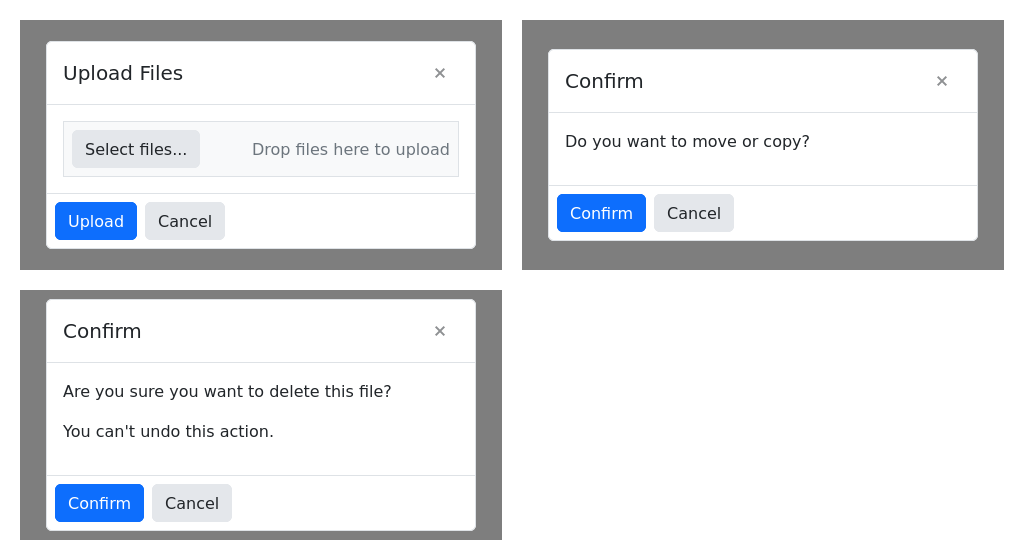 Upload Files ×
Select files... Drop files here to upload
Upload Cancel
Confirm ×
Do you want to move or copy?
Confirm Cancel
Confirm ×
Are you sure you want to delete this file?
You can't undo this action.
Confirm Cancel